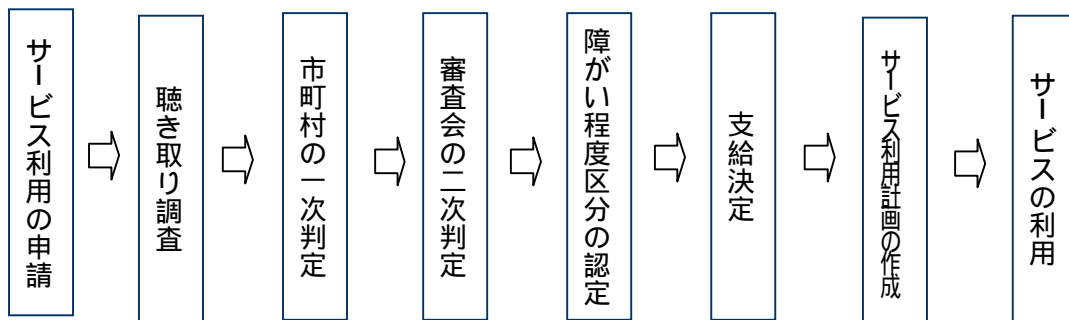 サービス利用の申請
聴き取り調査
市町村の一次判定
審査会の二次判定
障がい程度区分の認定
支給決定
サービス利用計画の作成
サービスの利用